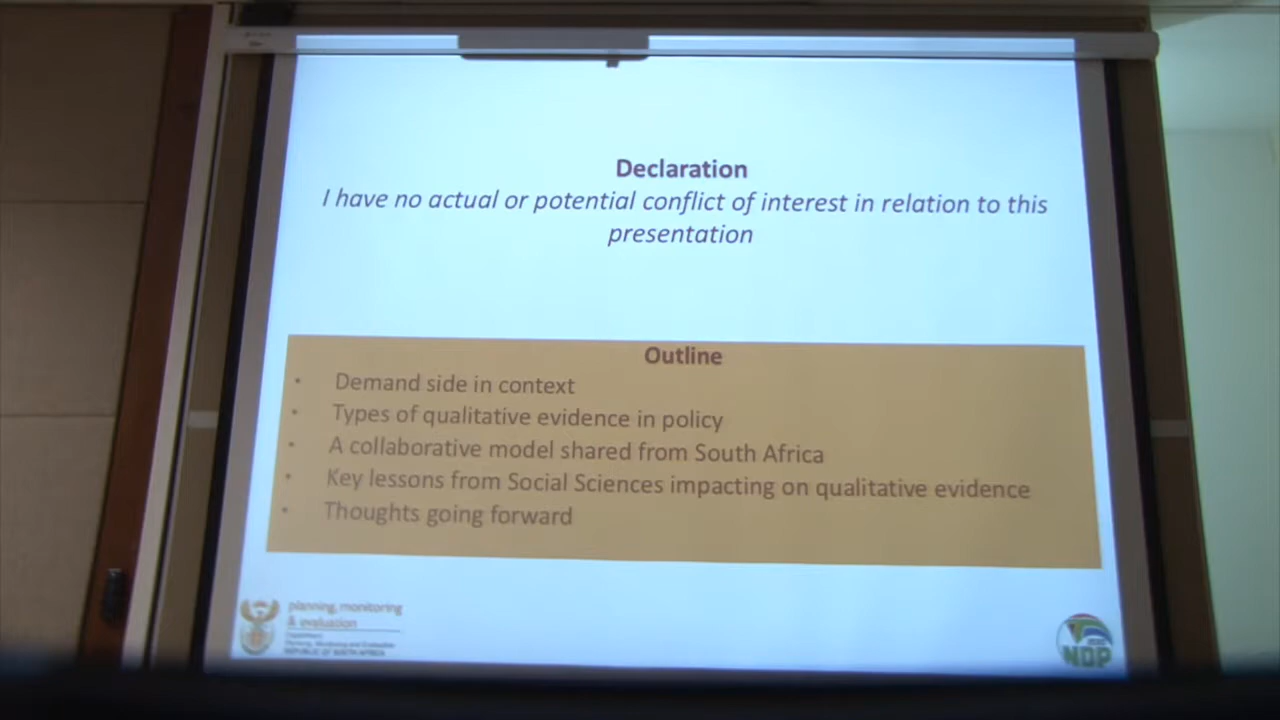 Declaration
I have no actual or potential conflict of interest in relation to this
presentation
Outline
• Demand side in context
• Types of qualitative evidence in policy
• A collaborative model shared from South Africa
• Key lessons from Social Sciences impacting on qualitative evidence
• Thoughts going forward
planning, monitoring
& evaluation
Department:
Planning, Monitoring and Evaluation
REPUBLIC OF SOUTH AFRICA
NDP